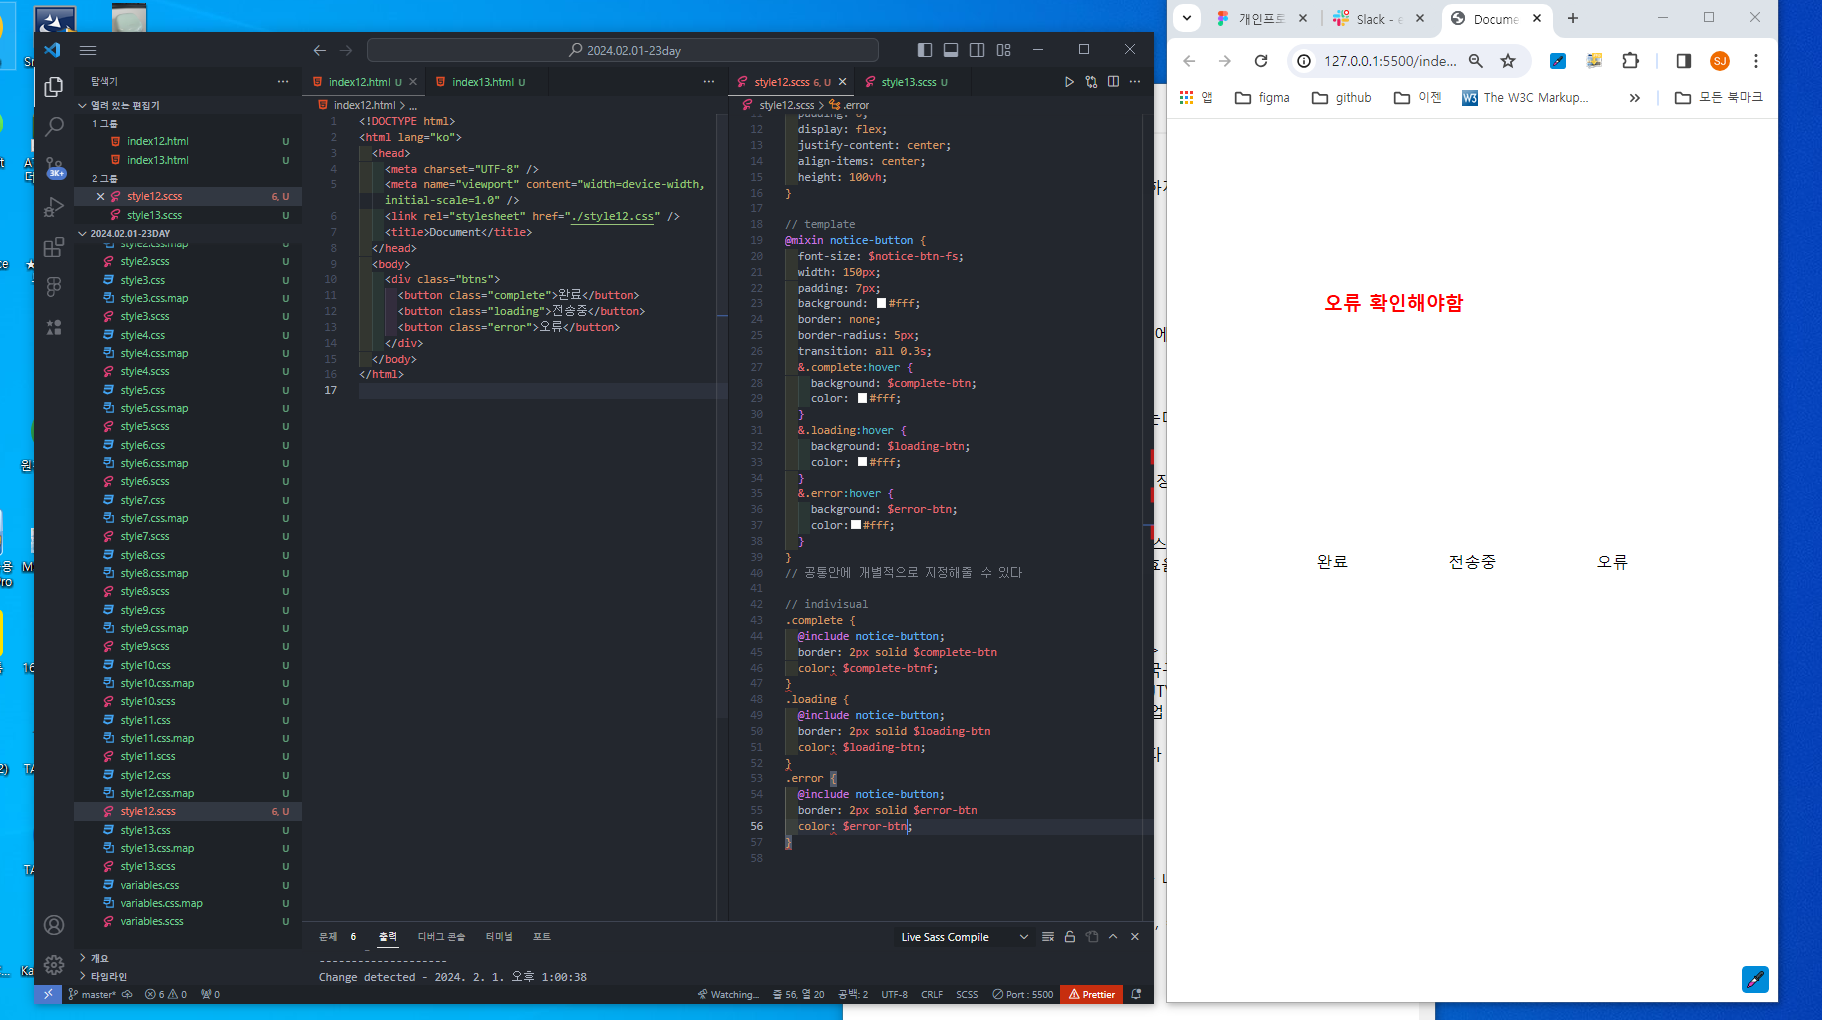 2024.02.01-23day
탐색기
열려 있는 편집기
1 그룹
index12.html U
index13.html U
2 그룹
style12.scss 6, U
style13.scss U
2024.02.01-23DAY
style2.css.map U
style2.scss U
style3.css U
style3.css.map U
style3.scss U
style4.css U
style4.css.map U
style4.scss U
style5.css U
style5.css.map U
style5.scss U
style6.css U
style6.css.map U
style6.scss U
style7.css U
style7.css.map U
style7.scss U
style8.css U
style8.css.map U
style8.scss U
style9.css U
style9.css.map U
style9.scss U
style10.css U
style10.css.map U
style10.scss U
style11.css U
style11.css.map U
style11.scss U
style12.css U
style12.css.map U
style12.scss 6, U
style13.css U
style13.css.map U
style13.scss U
variables.css U
variables.css.map U
variables.scss U
개요
타임라인
3K+
index12.html U
index13.html U
index12.html > ...
1 <!DOCTYPE html>
2 <html lang="ko">
3 <head>
4 <meta charset="UTF-8" />
5 <meta name="viewport" content="width=device-width,
initial-scale=1.0" />
6 <link rel="stylesheet" href="./style12.css" />
7 <title>Document</title>
8 </head>
9 <body>
10 <div class="btns">
11 <button class="complete">완료</button>
12 <button class="loading">전송중</button>
13 <button class="error">오류</button>
14 </div>
15 </body>
16 </html>
17
style12.scss 6, U
style13.scss U
style12.scss > .error
11 padding: 0;
12 display: flex;
13 justify-content: center;
14 align-items: center;
15 height: 100vh;
16 }
17
18 // template
19 @mixin notice-button {
20 font-size: $notice-btn-fs;
21 width: 150px;
22 padding: 7px;
23 background: #fff;
24 border: none;
25 border-radius: 5px;
26 transition: all 0.3s;
27 &.complete:hover {
28 background: $complete-btn;
29 color: #fff;
30 }
31 &.loading:hover {
32 background: $loading-btn;
33 color: #fff;
34 }
35 &.error:hover {
36 background: $error-btn;
37 color:#fff;
38 }
39 }
40 // 공통안에 개별적으로 지정해줄 수 있다
41
42 // indivisual
43 .complete {
44 @include notice-button;
45 border: 2px solid $complete-btn
46 color: $complete-btnf;
47 }
48 .loading {
49 @include notice-button;
50 border: 2px solid $loading-btn
51 color: $loading-btn;
52 }
53 .error {
54 @include notice-button;
55 border: 2px solid $error-btn
56 color: $error-btn;
57 }
58
문제 6 출력 디버그 콘솔 터미널 포트
Live Sass Compile
--------------------
Change detected - 2024. 2. 1. 오후 1:00:38
master* 6 0 0
Watching... 줄 56, 열 20 공백: 2 UTF-8 CRLF SCSS Port : 5500 Prettier
개인프로
Slack - e
Docume
127.0.0.1:5500/inde...
SJ
앱 figma github 이젠 The W3C Markup... » 모든 북마크
오류 확인해야함
완료 전송중 오류